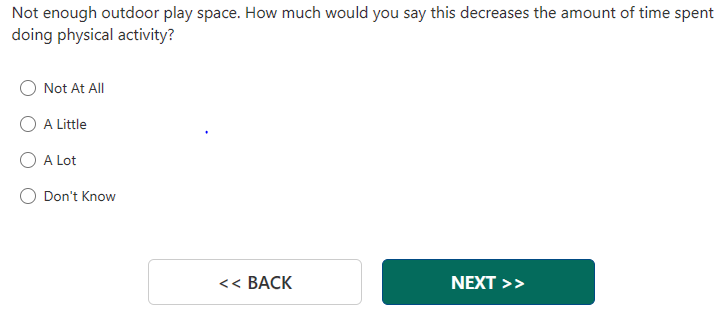 Not enough outdoor play space. How much would you say this decreases the amount of time spent
doing physical activity?
Not At All
A Little
A Lot
Don't Know
<< BACK
NEXT >>